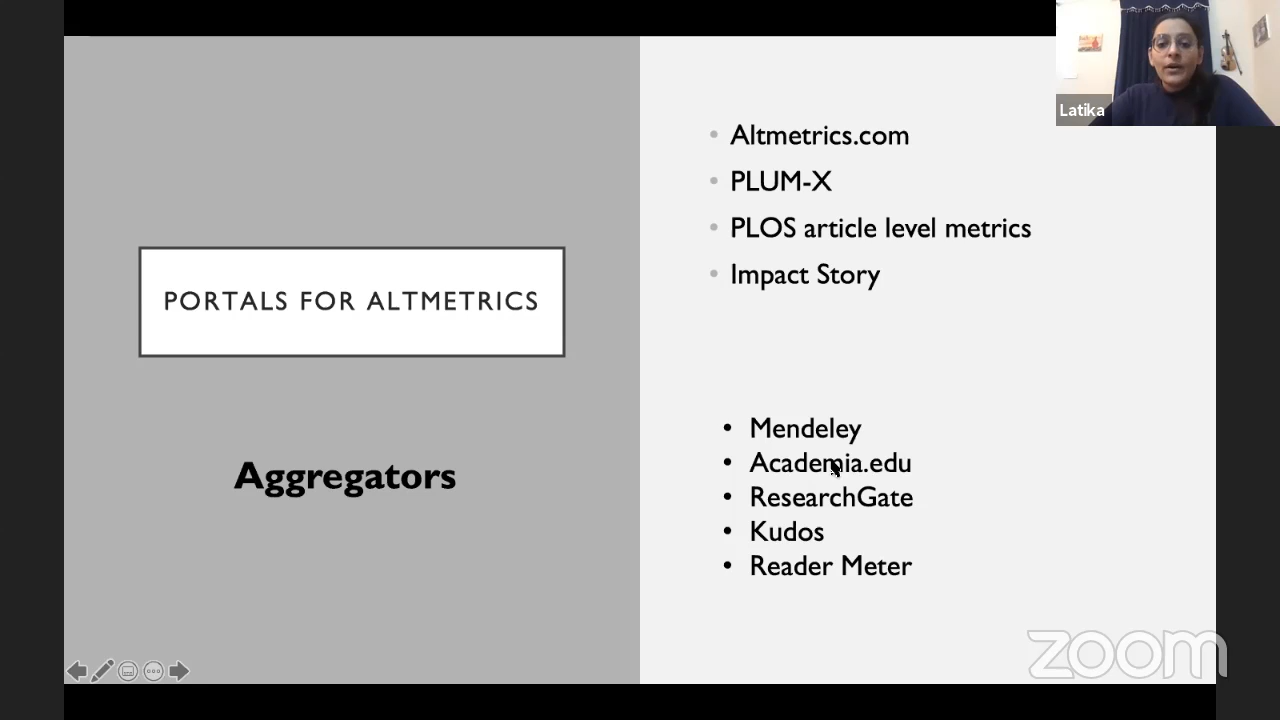 Latika
PORTALS FOR ALTMETRICS
Altmetrics.com
PLUM-X
PLOS article level metrics
Impact Story
Aggregators
• Mendeley
• Academia.edu
• ResearchGate
• Kudos
• Reader Meter
zoom